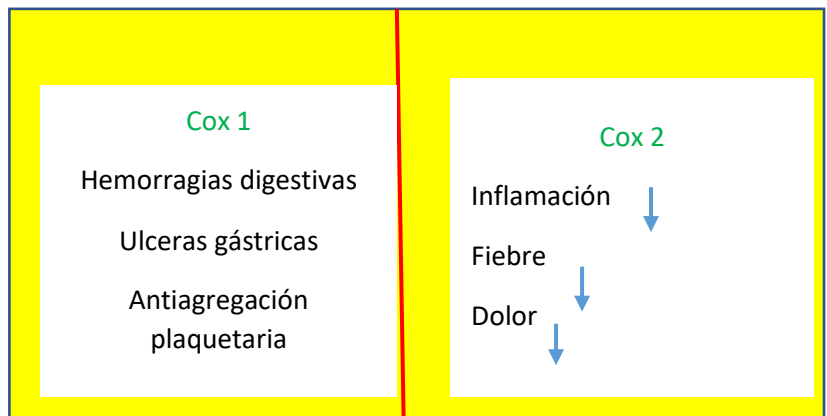 Cox 1
Hemorragias digestivas
Ulceras gástricas
Antiagregación
plaquetaria
Cox 2
Inflamación
Fiebre
Dolor